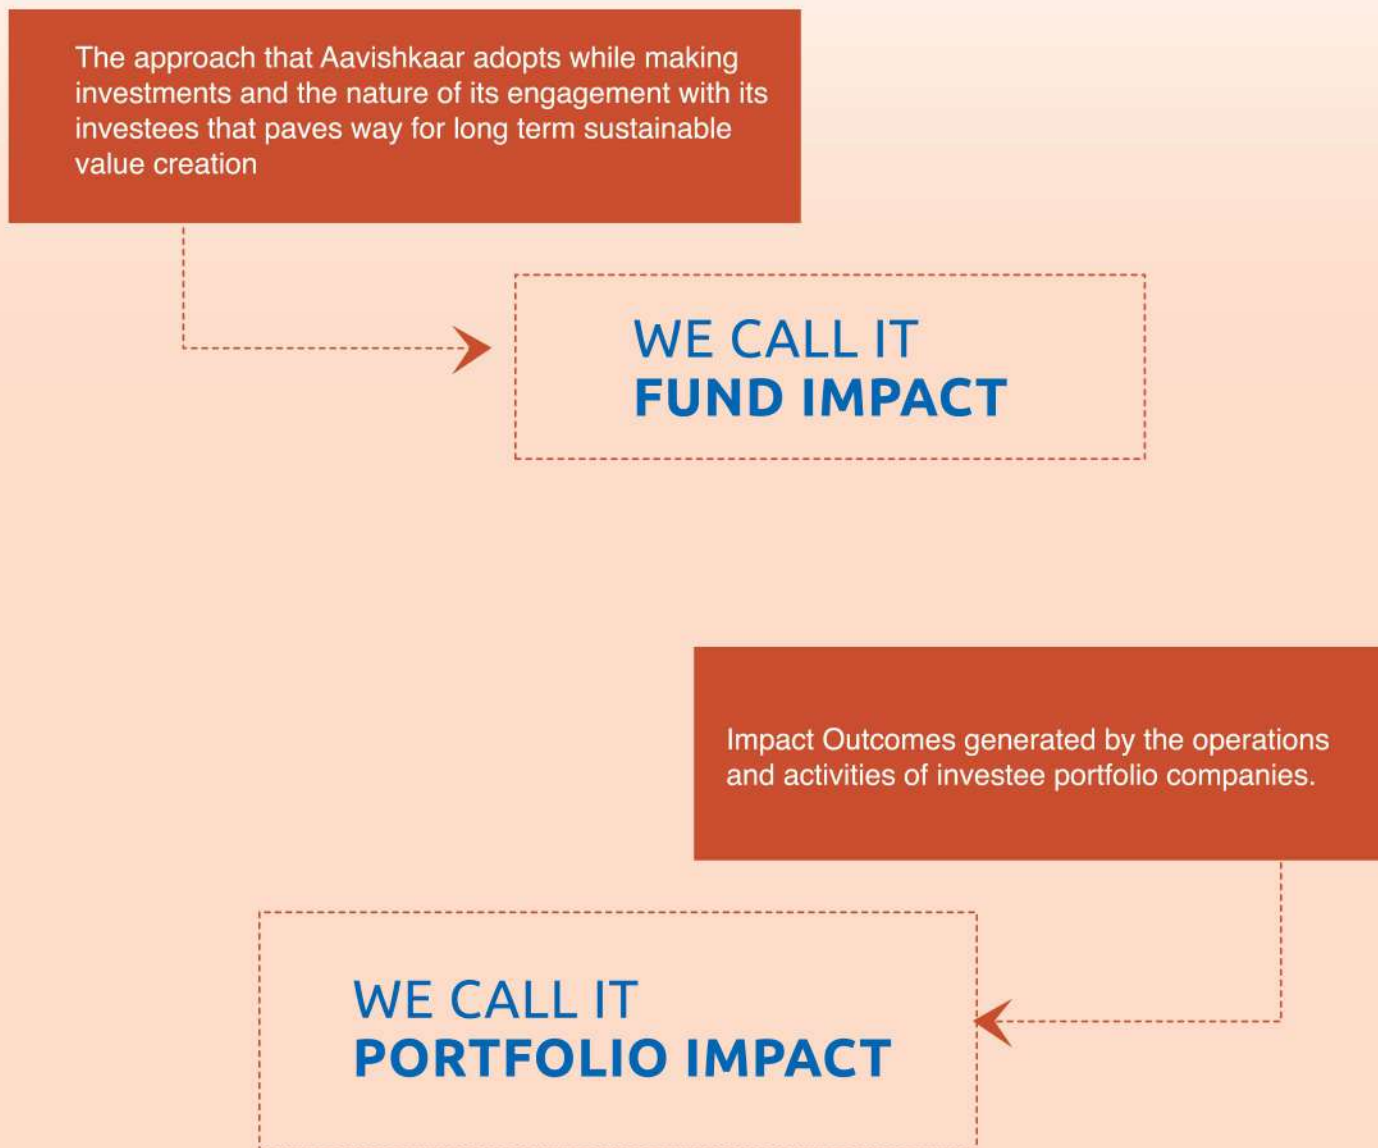 The approach that Aavishkaar adopts while making
investments and the nature of its engagement with its
investees that paves way for long term sustainable
value creation
WE CALL IT
FUND IMPACT
Impact Outcomes generated by the operations
and activities of investee portfolio companies.
WE CALL IT
PORTFOLIO IMPACT